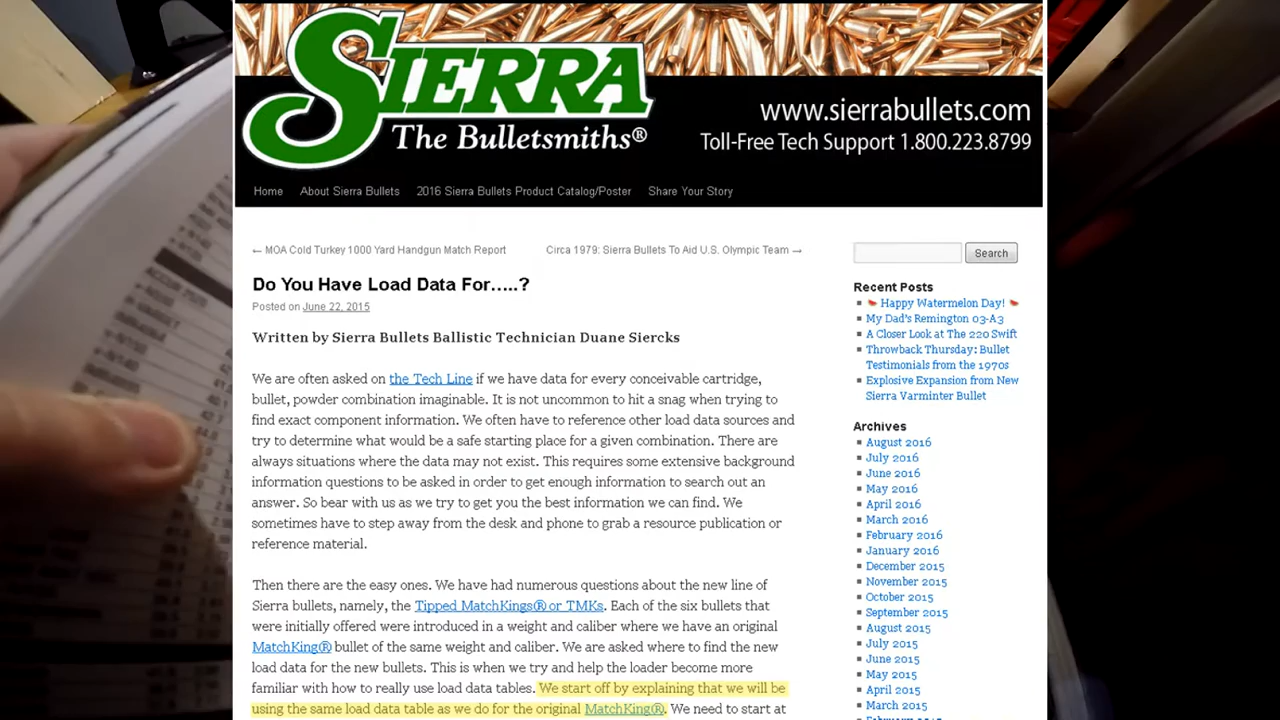 SIERRA
The Bulletsmiths®
www.sierrabullets.com
Toll-Free Tech Support 1.800.223.8799
Home About Sierra Bullets 2016 Sierra Bullets Product Catalog/Poster Share Your Story
← MOA Cold Turkey 1000 Yard Handgun Match Report
Circa 1979: Sierra Bullets To Aid U.S. Olympic Team →
Do You Have Load Data For.....?
Posted on June 22, 2015
Written by Sierra Bullets Ballistic Technician Duane Siercks
We are often asked on the Tech Line if we have data for every conceivable cartridge,
bullet, powder combination imaginable. It is not uncommon to hit a snag when trying to
find exact component information. We often have to reference other load data sources and
try to determine what would be a safe starting place for a given combination. There are
always situations where the data may not exist. This requires some extensive background
information questions to be asked in order to get enough information to search out an
answer. So bear with us as we try to get you the best information we can find. We
sometimes have to step away from the desk and phone to grab a resource publication or
reference material.
Then there are the easy ones. We have had numerous questions about the new line of
Sierra bullets, namely, the Tipped MatchKings® or TMKs. Each of the six bullets that
were initially offered were introduced in a weight and caliber where we have an original
MatchKing® bullet of the same weight and caliber. We are asked where to find the new
load data for the new bullets. This is when we try and help the loader become more
familiar with how to really use load data tables. We start off by explaining that we will be
using the same load data table as we do for the original MatchKing®. We need to start at
Search
Recent Posts
🍉 Happy Watermelon Day! 🍉
My Dad's Remington 03-A3
A Closer Look at The 220 Swift
Throwback Thursday: Bullet
Testimonials from the 1970s
Explosive Expansion from New
Sierra Varminter Bullet
Archives
August 2016
July 2016
June 2016
May 2016
April 2016
March 2016
February 2016
January 2016
December 2015
November 2015
October 2015
September 2015
August 2015
July 2015
June 2015
May 2015
April 2015
March 2015